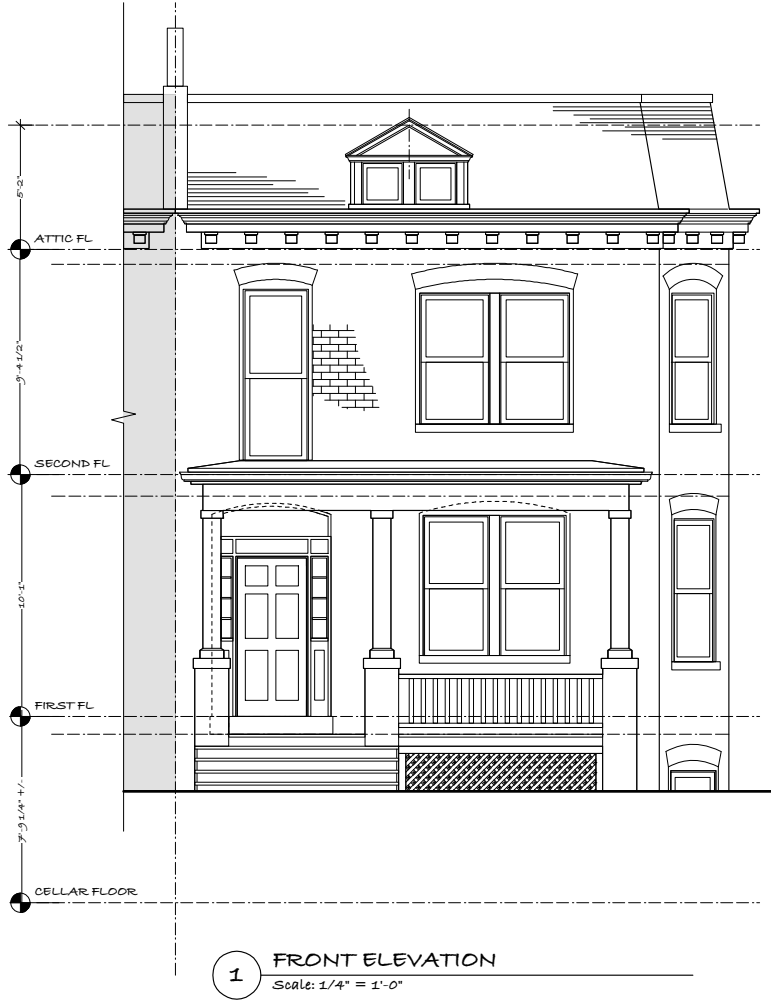 5'-2"
ATTIC FL
9'-4 1/2"
SECOND FL
10'-1"
FIRST FL
7'-9 1/4" +/-
CELLAR FLOOR
1
FRONT ELEVATION
Scale: 1/4" = 1'-0"